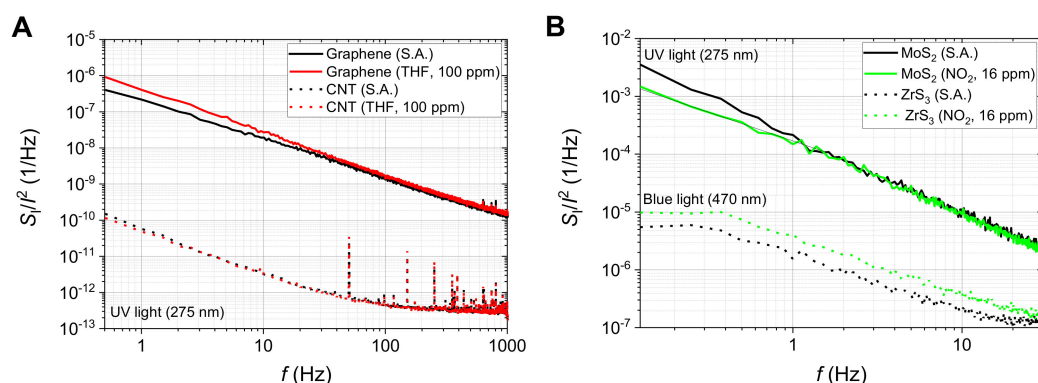 A
S_I/I² (1/Hz)
10⁻⁵
10⁻⁶
10⁻⁷
10⁻⁸
10⁻⁹
10⁻¹⁰
10⁻¹¹
10⁻¹²
10⁻¹³
Graphene (S.A.)
Graphene (THF, 100 ppm)
CNT (S.A.)
CNT (THF, 100 ppm)
UV light (275 nm)
1
10
100
1000
f (Hz)
B
S_I/I² (1/Hz)
10⁻²
10⁻³
10⁻⁴
10⁻⁵
10⁻⁶
10⁻⁷
UV light (275 nm)
MoS₂ (S.A.)
MoS₂ (NO₂, 16 ppm)
ZrS₃ (S.A.)
ZrS₃ (NO₂, 16 ppm)
Blue light (470 nm)
1
10
f (Hz)